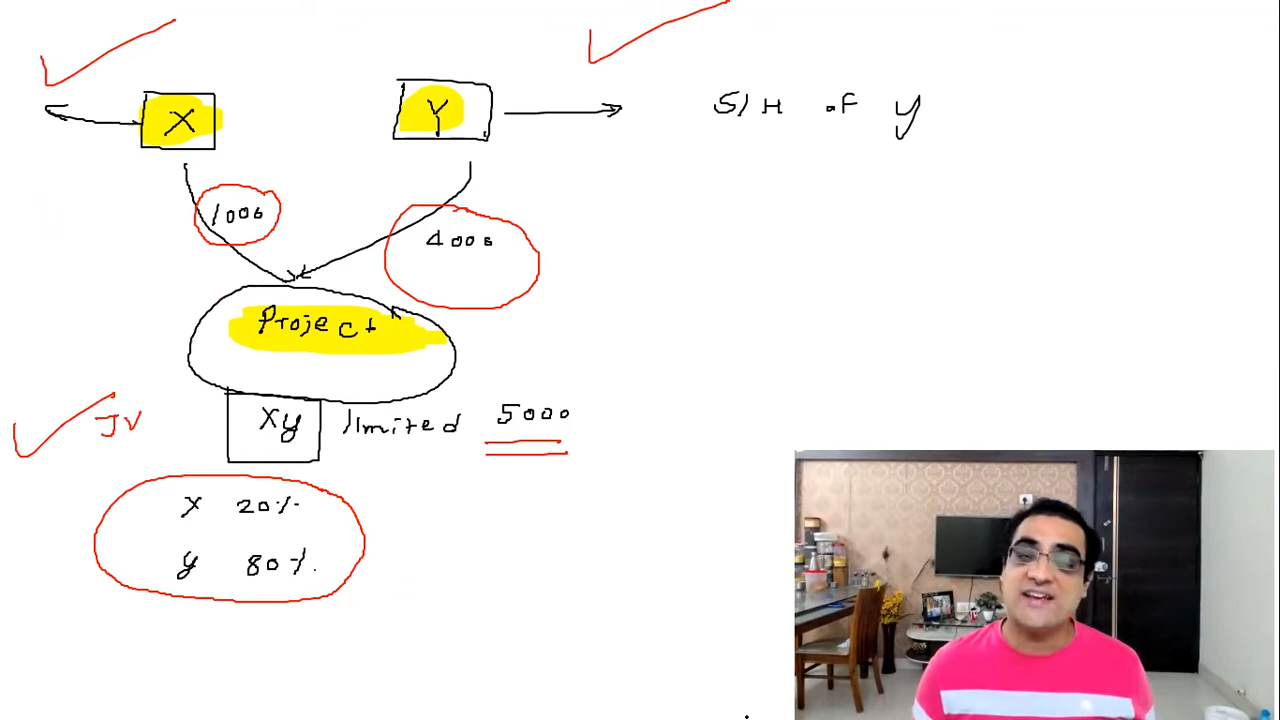 X
Y
S/H of y
1000
4000
Project
JV
Xy limited 5000
X 20%
y 80%.